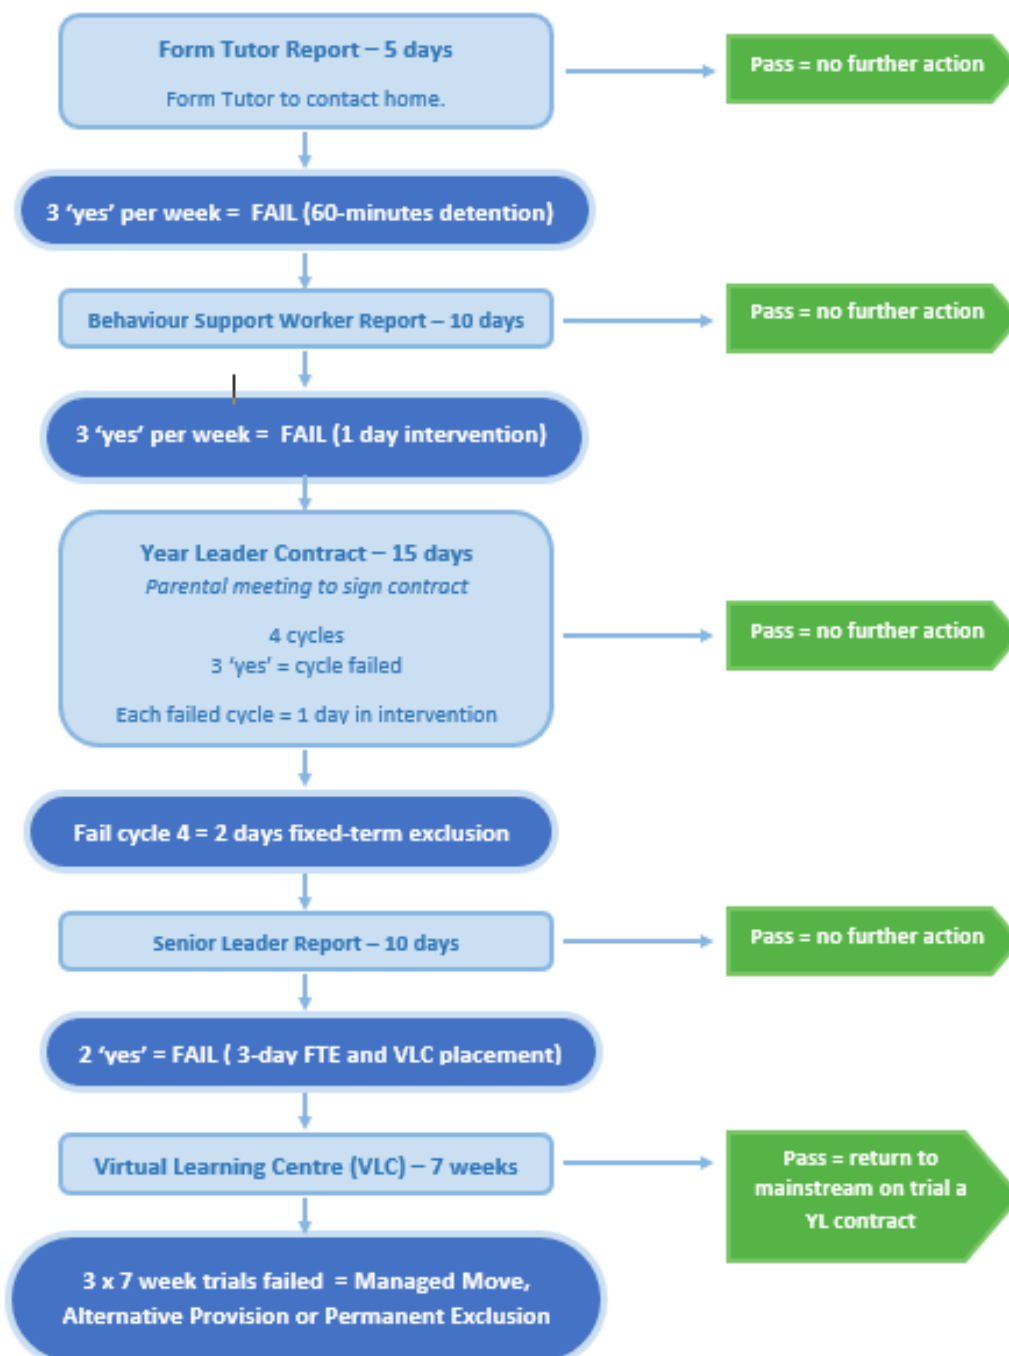 Form Tutor Report – 5 days
Form Tutor to contact home.
Pass = no further action
3 ‘yes’ per week =  FAIL (60-minutes detention)
Behaviour Support Worker Report – 10 days
Pass = no further action
3 ‘yes’ per week =  FAIL (1 day intervention)
Year Leader Contract – 15 days
Parental meeting to sign contract
4 cycles
3 ‘yes’ = cycle failed
Each failed cycle = 1 day in intervention
Pass = no further action
Fail cycle 4 = 2 days fixed-term exclusion
Senior Leader Report – 10 days
Pass = no further action
2 ‘yes’ = FAIL ( 3-day FTE and VLC placement)
Virtual Learning Centre (VLC) – 7 weeks
Pass = return to
mainstream on trial a
YL contract
3 x 7 week trials failed  = Managed Move,
Alternative Provision or Permanent Exclusion